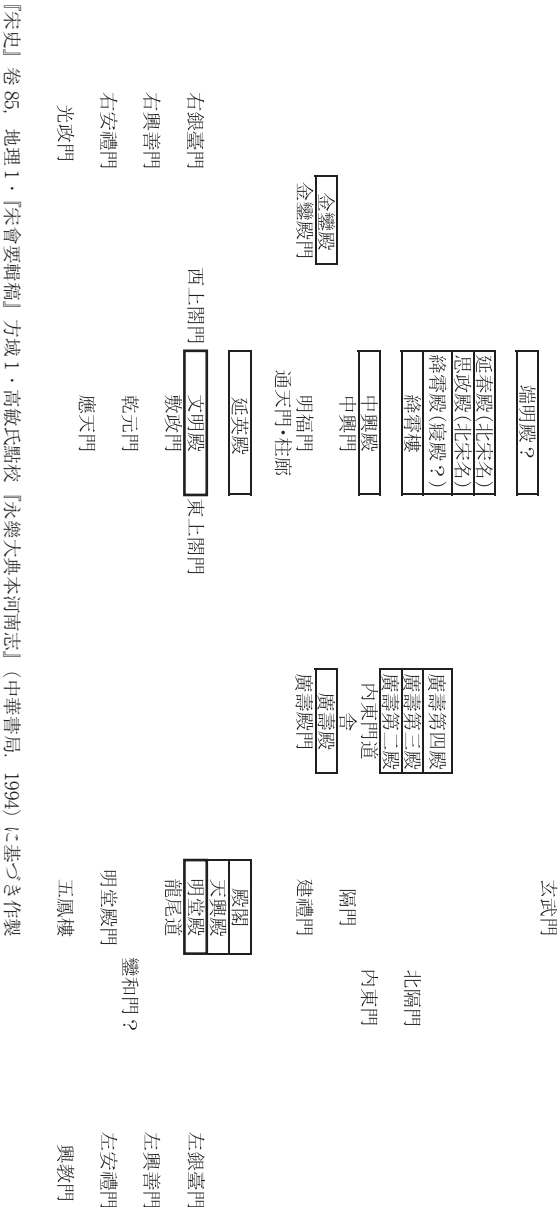 玄武門
端明殿？
延春殿（北宋名）
思政殿（北宋名）
絳霄殿（寝殿？）
廣壽第四殿
絳霄樓
廣壽第三殿
北隔門
廣壽第二殿
中興殿
内東門道
内東門
中興門
隔門
金鑾殿
廣壽殿
金鑾殿門
明福門
廣壽殿門
建禮門
通天門・柱廊
延英殿
殿閣
天興殿
右銀臺門
西上閤門
文明殿
東上閤門
明堂殿
左銀臺門
敷政門
龍尾道
右興善門
左興善門
乾元門
鑾和門？
右安禮門
明堂殿門
左安禮門
應天門
光政門
五鳳樓
興教門
『宋史』卷85，地理1・『宋會要輯稿』方域1・高敏氏點校『永樂大典本河南志』（中華書局．1994）に基づき作製